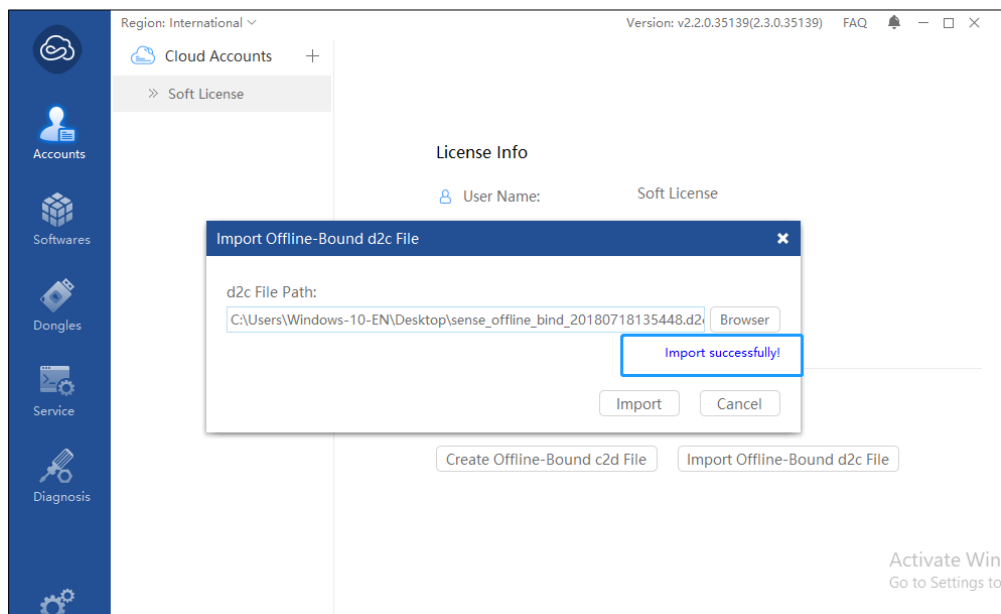 Region: International
Version: v2.2.0.35139(2.3.0.35139) FAQ
Cloud Accounts
Soft License
Accounts
Softwares
Dongles
Service
Diagnosis
License Info
User Name: Soft License
Import Offline-Bound d2c File
d2c File Path:
C:\Users\Windows-10-EN\Desktop\sense_offline_bind_20180718135448.d2c Browser
Import successfully!
Import Cancel
Create Offline-Bound c2d File Import Offline-Bound d2c File
Activate Win
Go to Settings to